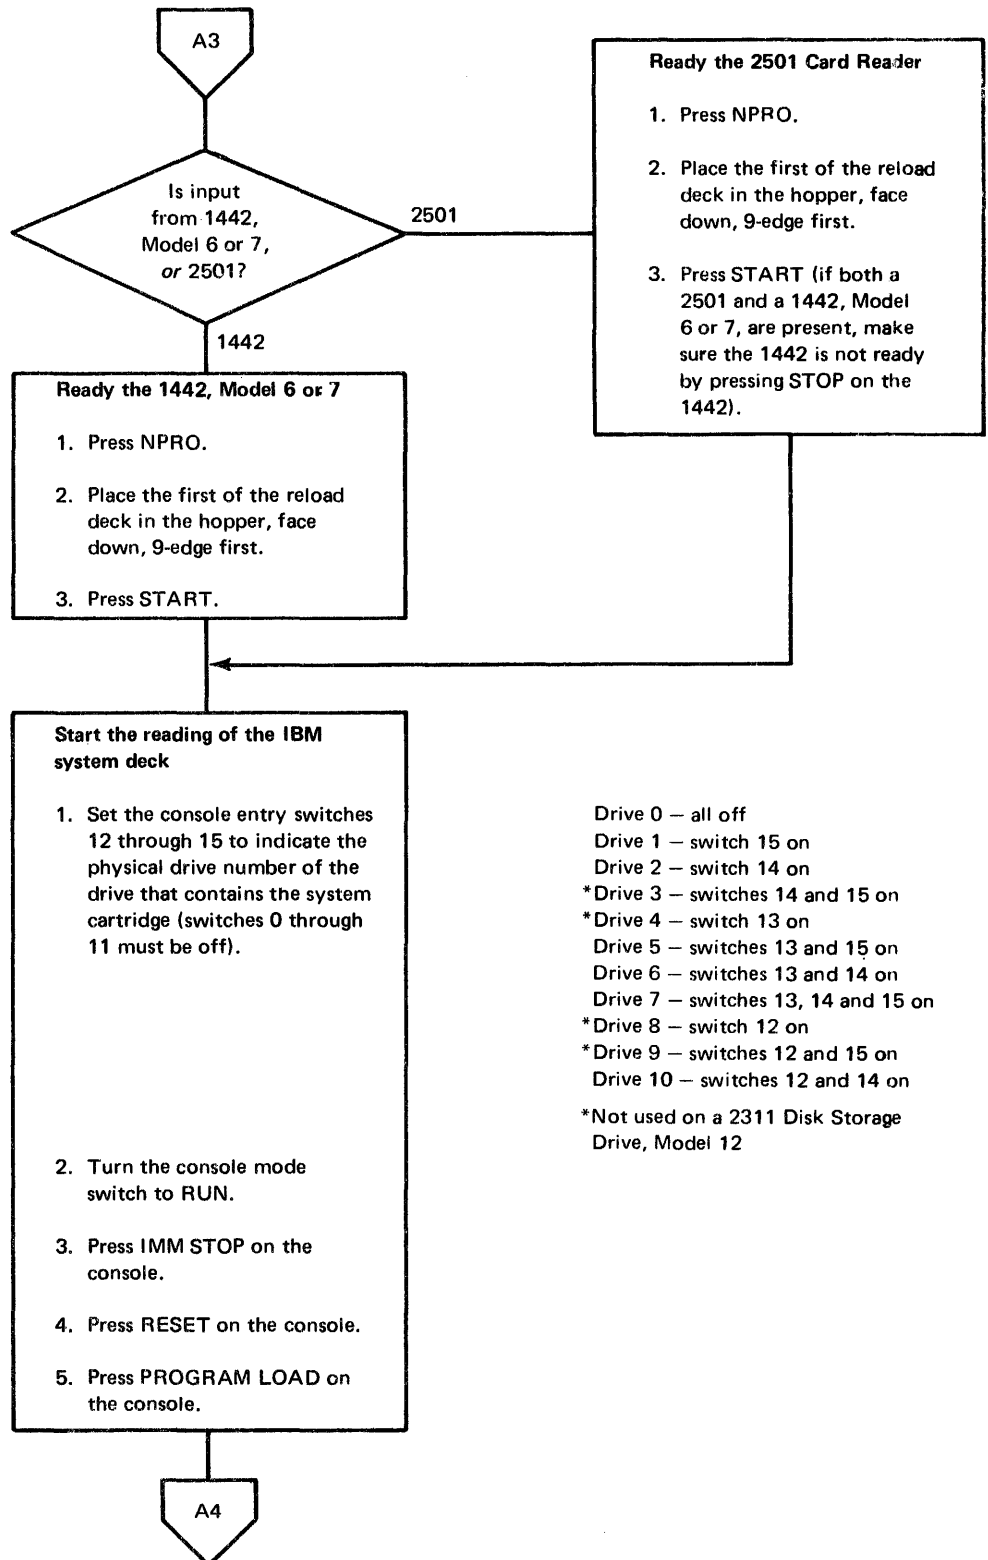 A3
Is input
from 1442,
Model 6 or 7,
or 2501?
2501
1442
Ready the 2501 Card Reader
1. Press NPRO.
2. Place the first of the reload
deck in the hopper, face
down, 9-edge first.
3. Press START (if both a
2501 and a 1442, Model
6 or 7, are present, make
sure the 1442 is not ready
by pressing STOP on the
1442).
Ready the 1442, Model 6 or 7
1. Press NPRO.
2. Place the first of the reload
deck in the hopper, face
down, 9-edge first.
3. Press START.
Start the reading of the IBM
system deck
1. Set the console entry switches
12 through 15 to indicate the
physical drive number of the
drive that contains the system
cartridge (switches 0 through
11 must be off).
Drive 0 — all off
Drive 1 — switch 15 on
Drive 2 — switch 14 on
*Drive 3 — switches 14 and 15 on
*Drive 4 — switch 13 on
Drive 5 — switches 13 and 15 on
Drive 6 — switches 13 and 14 on
Drive 7 — switches 13, 14 and 15 on
*Drive 8 — switch 12 on
*Drive 9 — switches 12 and 15 on
Drive 10 — switches 12 and 14 on
*Not used on a 2311 Disk Storage
Drive, Model 12
2. Turn the console mode
switch to RUN.
3. Press IMM STOP on the
console.
4. Press RESET on the console.
5. Press PROGRAM LOAD on
the console.
A4